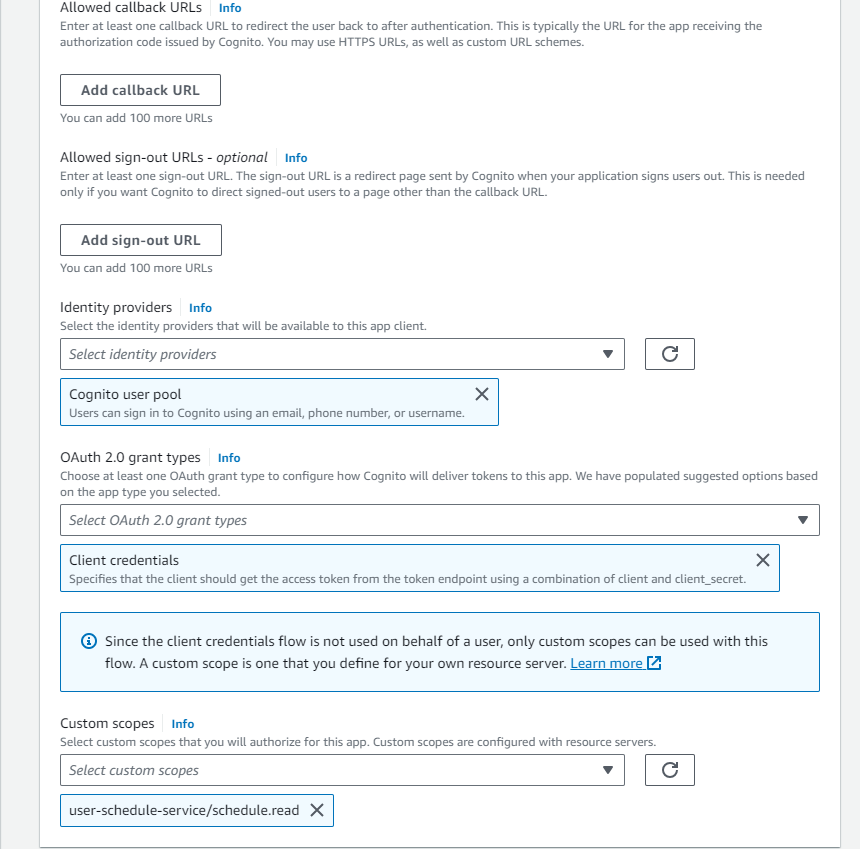 Allowed callback URLs Info
Enter at least one callback URL to redirect the user back to after authentication. This is typically the URL for the app receiving the
authorization code issued by Cognito. You may use HTTPS URLs, as well as custom URL schemes.
Add callback URL
You can add 100 more URLs
Allowed sign-out URLs - optional Info
Enter at least one sign-out URL. The sign-out URL is a redirect page sent by Cognito when your application signs users out. This is needed
only if you want Cognito to direct signed-out users to a page other than the callback URL.
Add sign-out URL
You can add 100 more URLs
Identity providers Info
Select the identity providers that will be available to this app client.
Select identity providers
Cognito user pool
Users can sign in to Cognito using an email, phone number, or username.
OAuth 2.0 grant types Info
Choose at least one OAuth grant type to configure how Cognito will deliver tokens to this app. We have populated suggested options based
on the app type you selected.
Select OAuth 2.0 grant types
Client credentials
Specifies that the client should get the access token from the token endpoint using a combination of client and client_secret.
Since the client credentials flow is not used on behalf of a user, only custom scopes can be used with this
flow. A custom scope is one that you define for your own resource server. Learn more
Custom scopes Info
Select custom scopes that you will authorize for this app. Custom scopes are configured with resource servers.
Select custom scopes
user-schedule-service/schedule.read